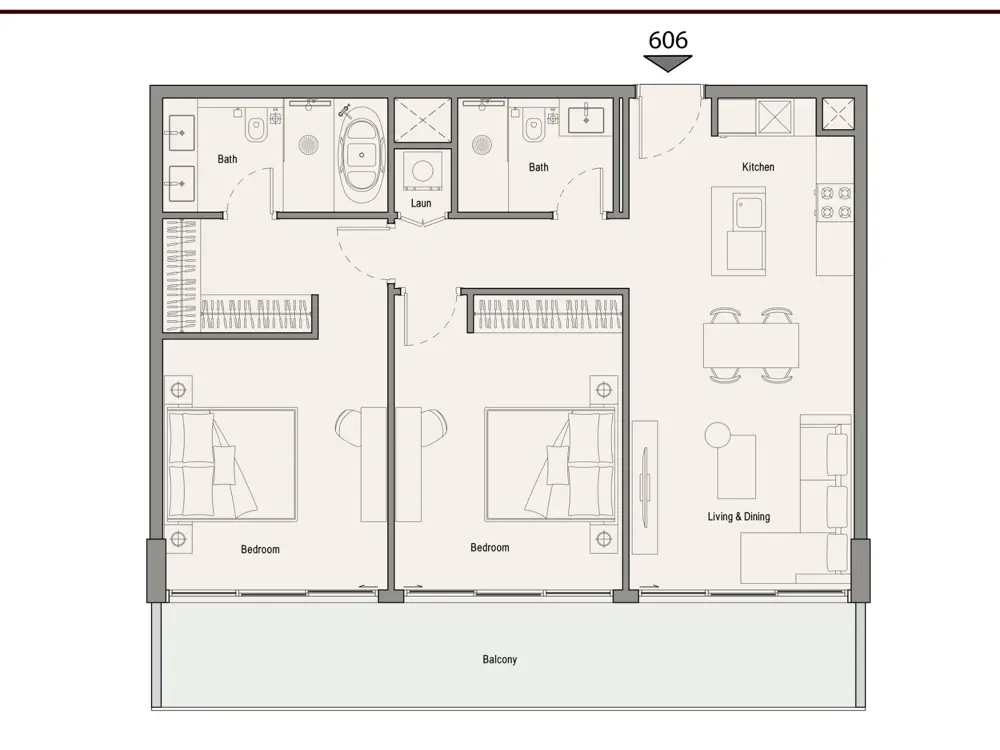 606
Bath
Bath
Kitchen
Laun
Living & Dining
Bedroom
Bedroom
Balcony